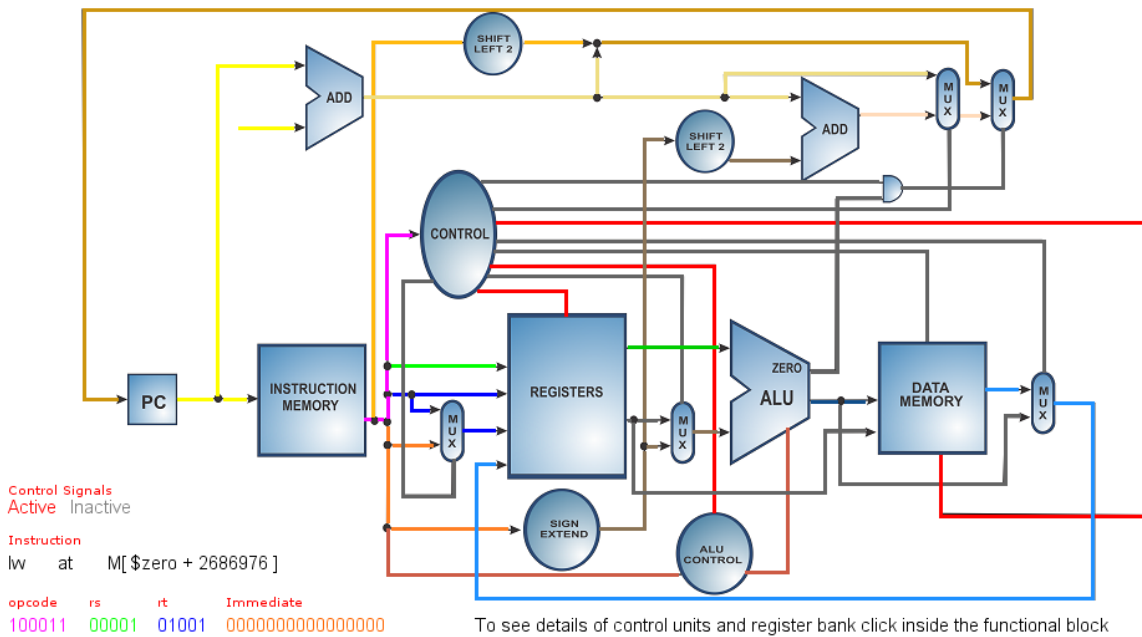 SHIFT
LEFT 2
ADD
MUX
MUX
SHIFT
LEFT 2
ADD
CONTROL
PC
INSTRUCTION
MEMORY
REGISTERS
ZERO
ALU
DATA
MEMORY
MUX
MUX
MUX
SIGN
EXTEND
ALU
CONTROL
Control Signals
Active Inactive
Instruction
lw at M[ $zero + 2686976 ]
opcode rs rt Immediate
100011 00001 01001 0000000000000000
To see details of control units and register bank click inside the functional block